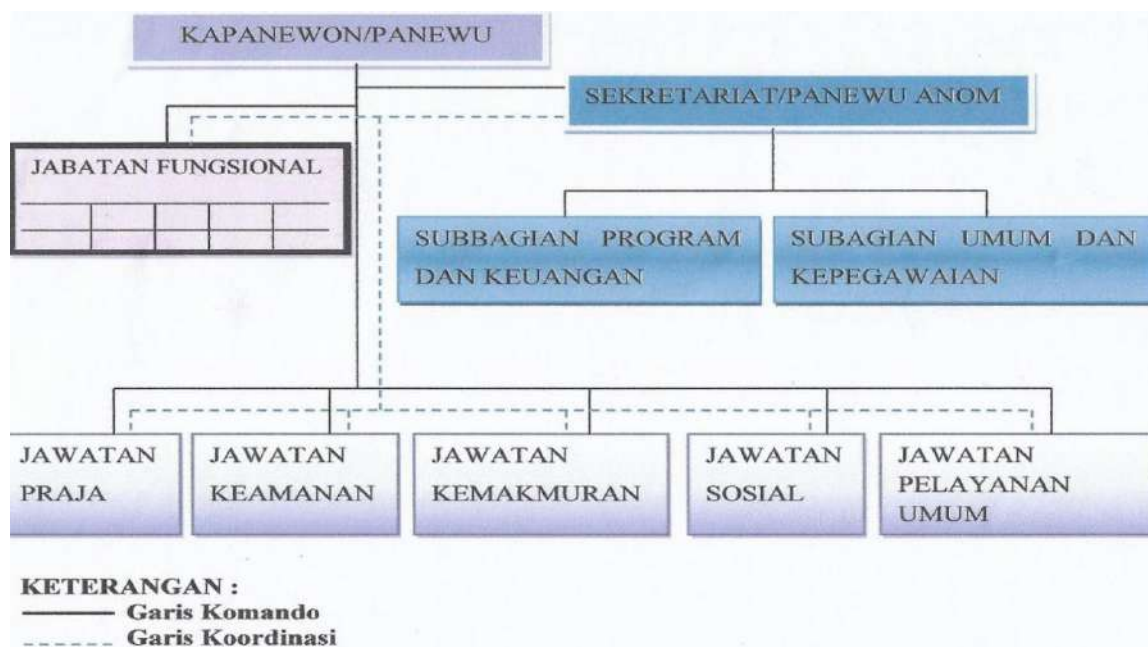 KAPANEWON/PANEWU
SEKRETARIAT/PANEWU ANOM
JABATAN FUNGSIONAL
SUBBAGIAN PROGRAM
DAN KEUANGAN
SUBAGIAN UMUM DAN
KEPEGAWAIAN
JAWATAN
PRAJA
JAWATAN
KEAMANAN
JAWATAN
KEMAKMURAN
JAWATAN
SOSIAL
JAWATAN
PELAYANAN
UMUM
KETERANGAN :
Garis Komando
Garis Koordinasi